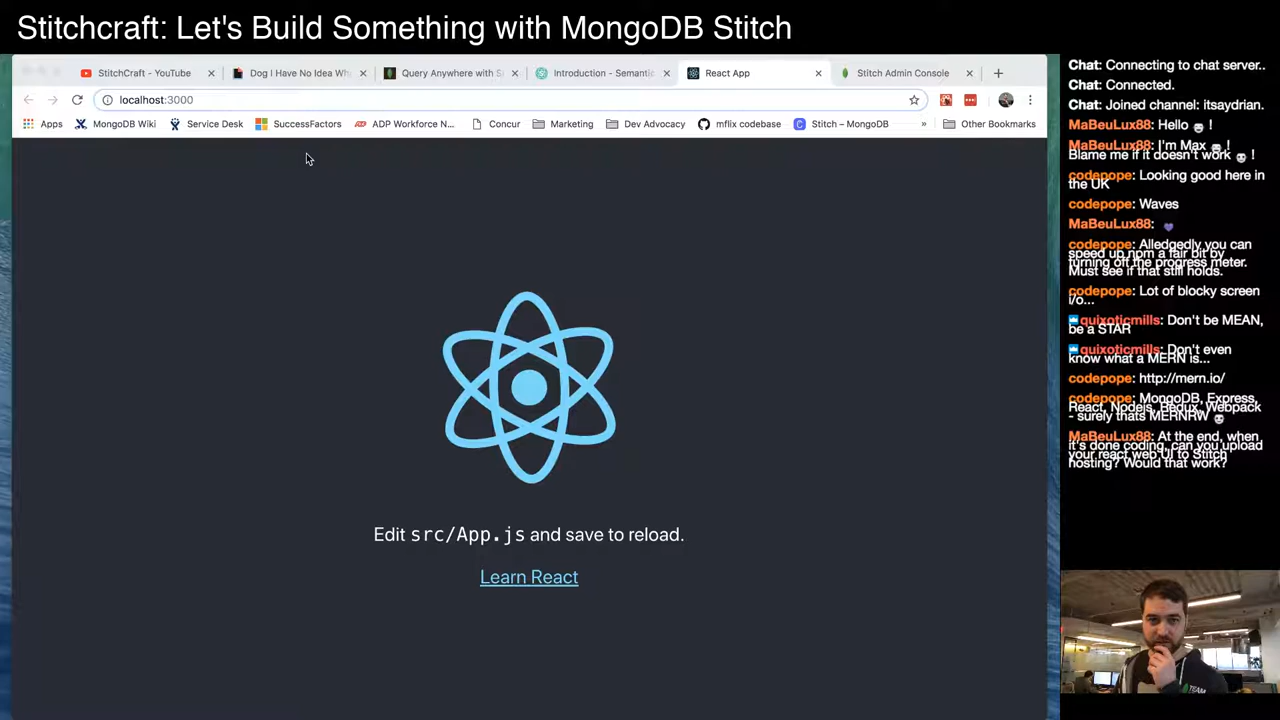 Stitchcraft: Let's Build Something with MongoDB Stitch
StitchCraft - YouTube
Dog I Have No Idea Wh
Query Anywhere with S
Introduction - Semantic
React App
Stitch Admin Console
localhost:3000
Apps
MongoDB Wiki
Service Desk
SuccessFactors
ADP Workforce N...
Concur
Marketing
Dev Advocacy
mflix codebase
Stitch – MongoDB
»
Other Bookmarks
Edit src/App.js and save to reload.
Learn React
Chat: Connecting to chat server..
Chat: Connected.
Chat: Joined channel: itsaydrian.
MaBeuLux88: Hello !
MaBeuLux88: I'm Max !
Blame me if it doesn't work !
codepope: Looking good here in
the UK
codepope: Waves
MaBeuLux88:
codepope: Alledgedly you can
speed up npm a fair bit by
turning off the progress meter.
Must see if that still holds.
codepope: Lot of blocky screen
i/o...
quixoticmills: Don't be MEAN,
be a STAR
quixoticmills: Don't even
know what a MERN is...
codepope: http://mern.io/
codepope: MongoDB, Express,
React, Nodejs, Redux, Webpack
- surely thats MERNRW
MaBeuLux88: At the end, when
it's done coding, can you upload
your react web UI to Stitch
hosting? Would that work?
TEAM